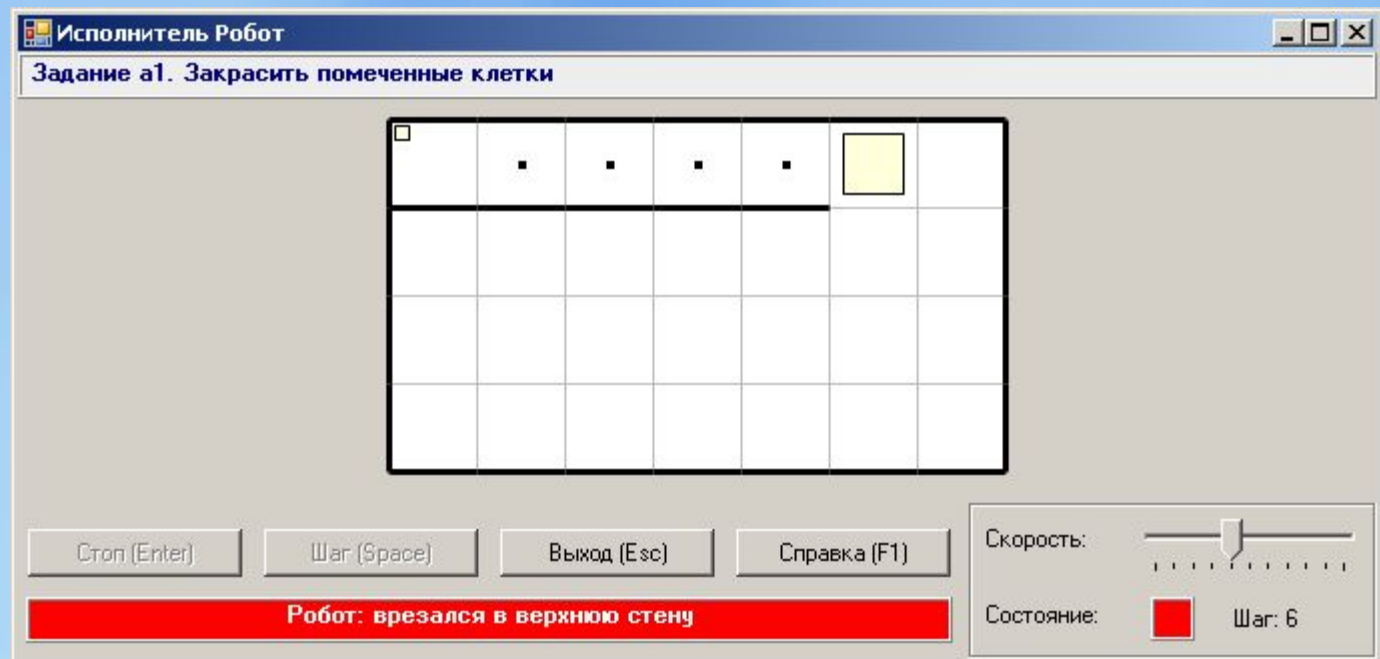 Исполнитель Робот
Задание a1. Закрасить помеченные клетки
Стоп (Enter)
Шаг (Space)
Выход (Esc)
Справка (F1)
Скорость:
Робот: врезался в верхнюю стену
Состояние:
Шаг: 6